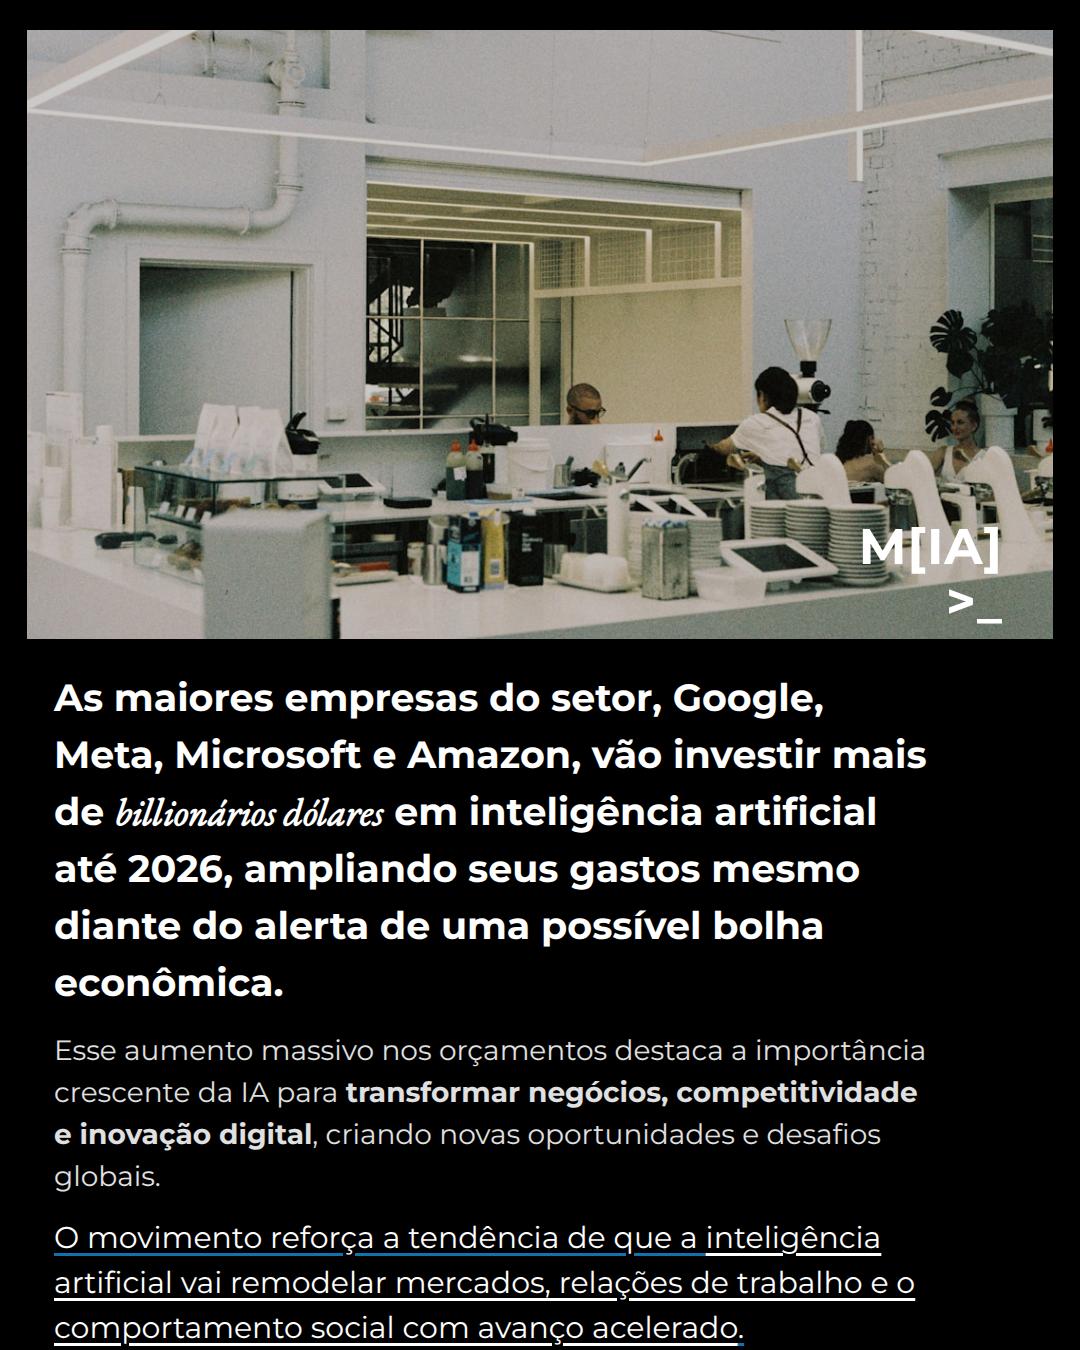 M[IA]
>_
As maiores empresas do setor, Google,
Meta, Microsoft e Amazon, vão investir mais
de billionários dólares em inteligência artificial
até 2026, ampliando seus gastos mesmo
diante do alerta de uma possível bolha
econômica.
Esse aumento massivo nos orçamentos destaca a importância
crescente da IA para transformar negócios, competitividade
e inovação digital, criando novas oportunidades e desafios
globais.
O movimento reforça a tendência de que a inteligência
artificial vai remodelar mercados, relações de trabalho e o
comportamento social com avanço acelerado.